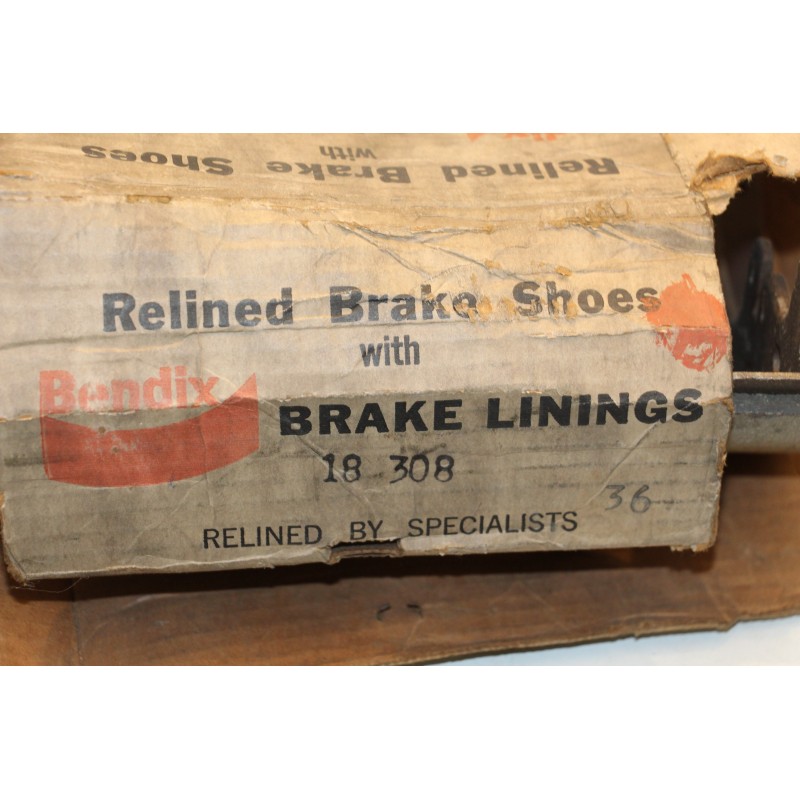 Relined Brake Shoes
with
Relined Brake Shoes
with
Bendix
BRAKE LININGS
18 308
36
RELINED BY SPECIALISTS